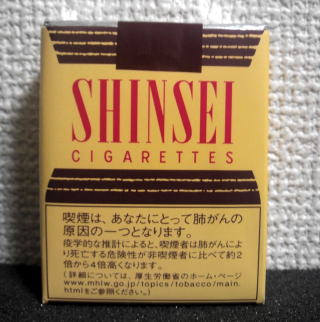 SHINSEI
CIGARETTES
喫煙は、あなたにとって肺がんの
原因の一つとなります。
疫学的な推計によると、喫煙者は肺がんによ
り死亡する危険性が非喫煙者に比べて約2
倍から4倍高くなります。
(詳細については、厚生労働省のホーム・ページ
www.mhlw.go.jp/topics/tobacco/main.
htmlをご参照ください。)